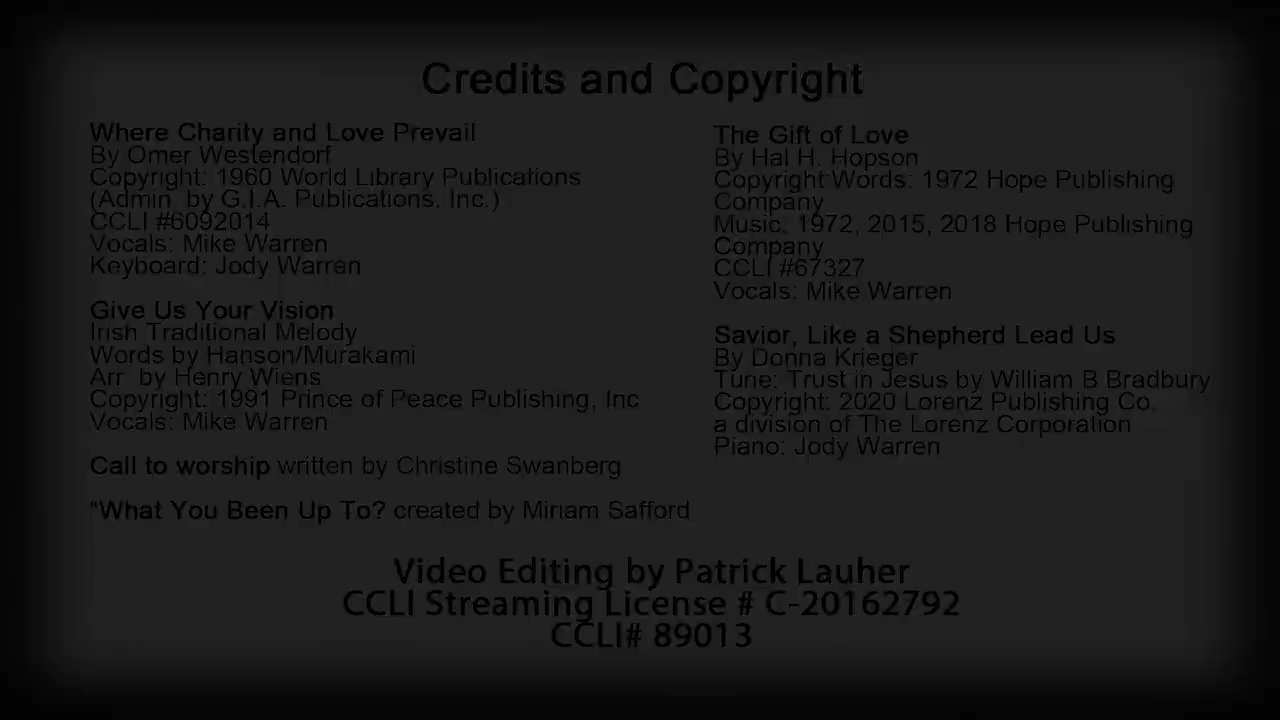 Credits and Copyright
Where Charity and Love Prevail
By Omer Westendorf
Copyright: 1960 World Library Publications
(Admin. by G.I.A. Publications, Inc.)
CCLI #6092014
Vocals: Mike Warren
Keyboard: Jody Warren
Give Us Your Vision
Irish Traditional Melody
Words by Hanson/Murakami
Arr. by Henry Wiens
Copyright: 1991 Prince of Peace Publishing, Inc
Vocals: Mike Warren
Call to worship written by Christine Swanberg
“What You Been Up To? created by Miriam Safford
The Gift of Love
By Hal H. Hopson
Copyright Words: 1972 Hope Publishing
Company
Music: 1972, 2015, 2018 Hope Publishing
Company
CCLI #67327
Vocals: Mike Warren
Savior, Like a Shepherd Lead Us
By Donna Krieger
Tune: Trust in Jesus by William B Bradbury
Copyright: 2020 Lorenz Publishing Co.
a division of The Lorenz Corporation
Piano: Jody Warren
Video Editing by Patrick Lauher
CCLI Streaming License # C-20162792
CCLI# 89013